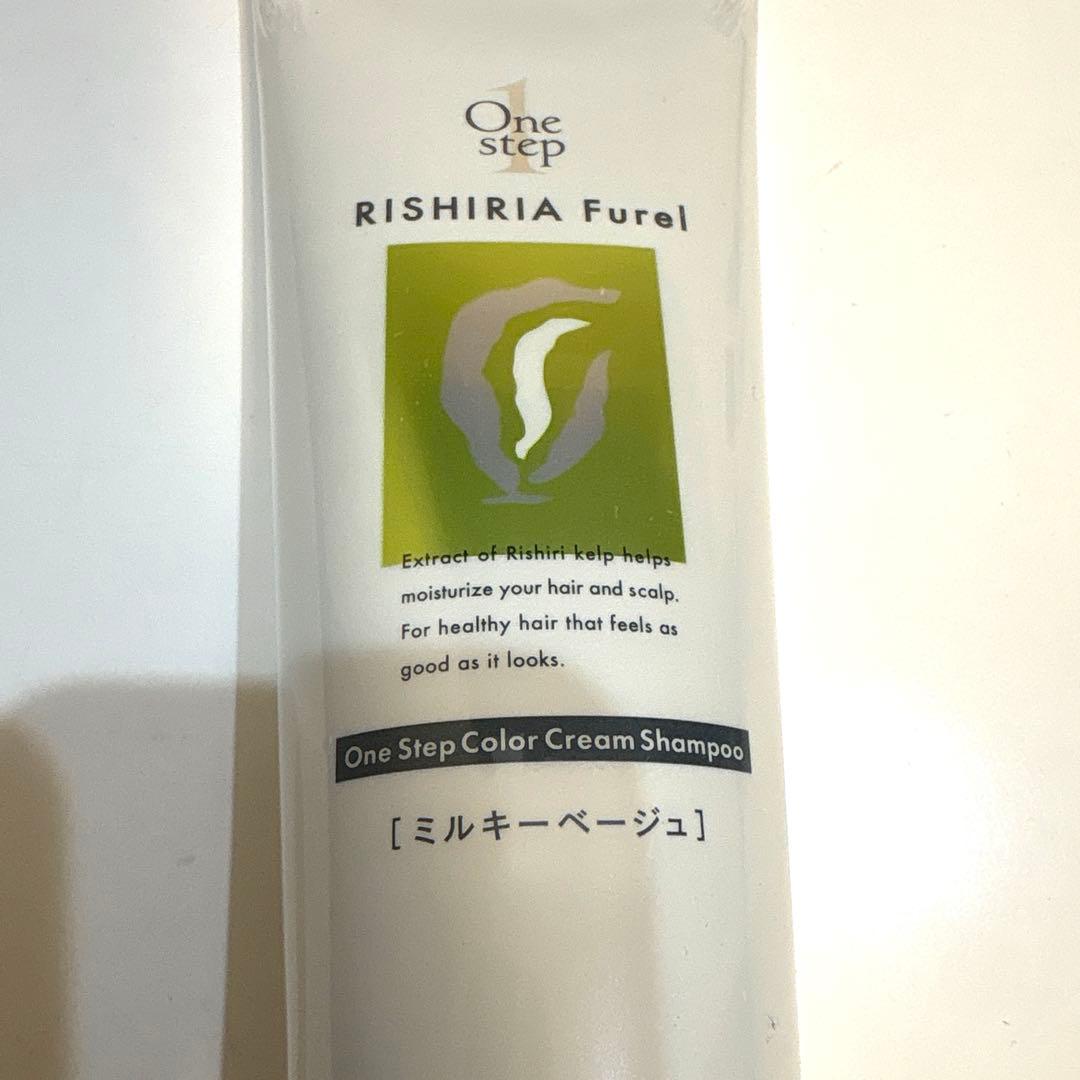 1
One
step
RISHIRIA Furel
Extract of Rishiri kelp helps
moisturize your hair and scalp.
For healthy hair that feels as
good as it looks.
One Step Color Cream Shampoo
[ミルキーベージュ]